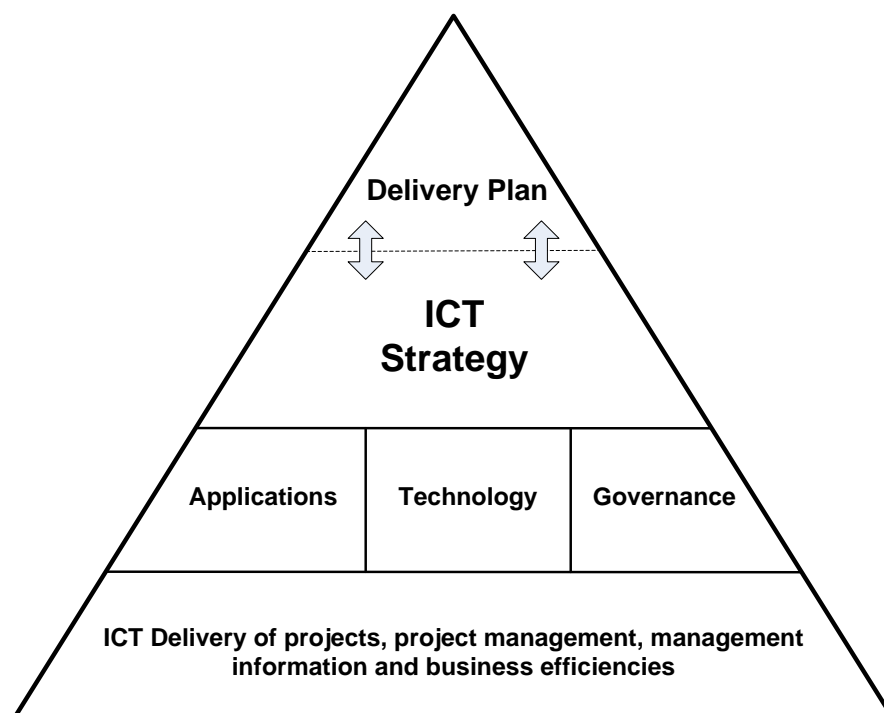 Delivery Plan
ICT
Strategy
Applications
Technology
Governance
ICT Delivery of projects, project management, management
information and business efficiencies